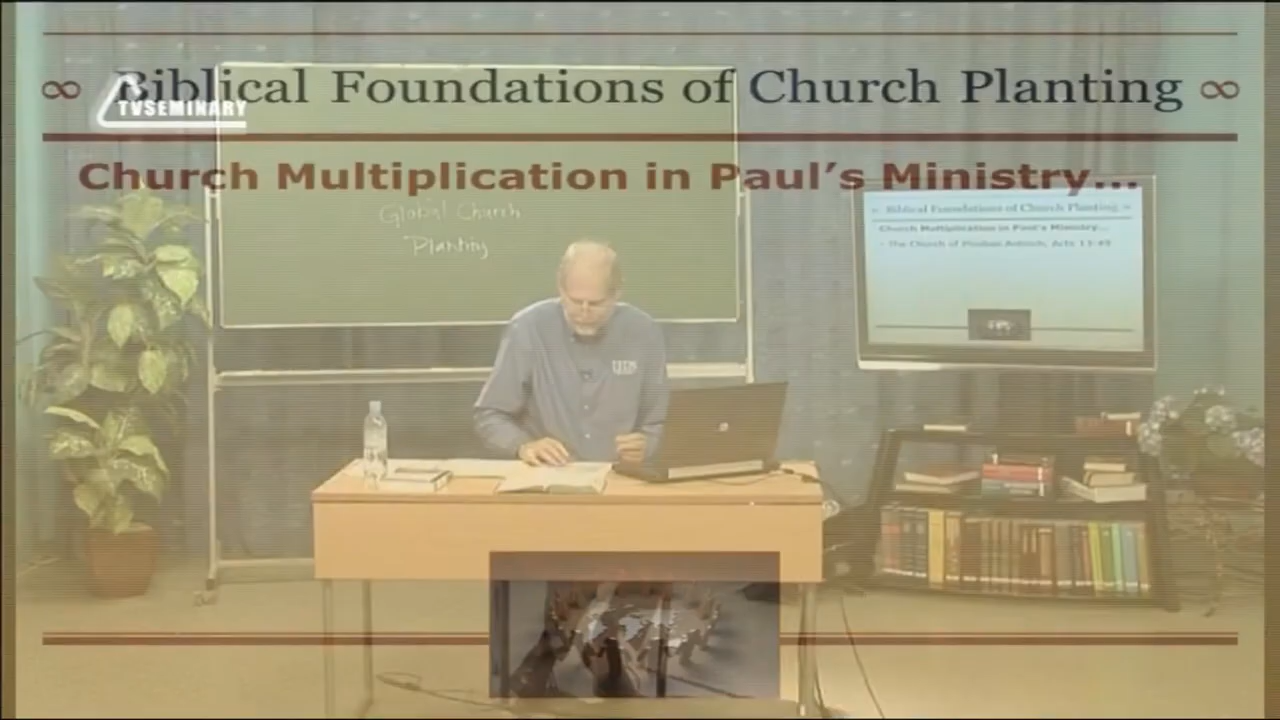 ∞ Biblical Foundations of Church Planting ∞
TVSEMINARY
Church Multiplication in Paul's Ministry...
Global Church
Planting
∞ Biblical Foundations of Church Planting ∞
Church Multiplication in Paul's Ministry...
• The Church of Pisidian Antioch, Acts 13:49